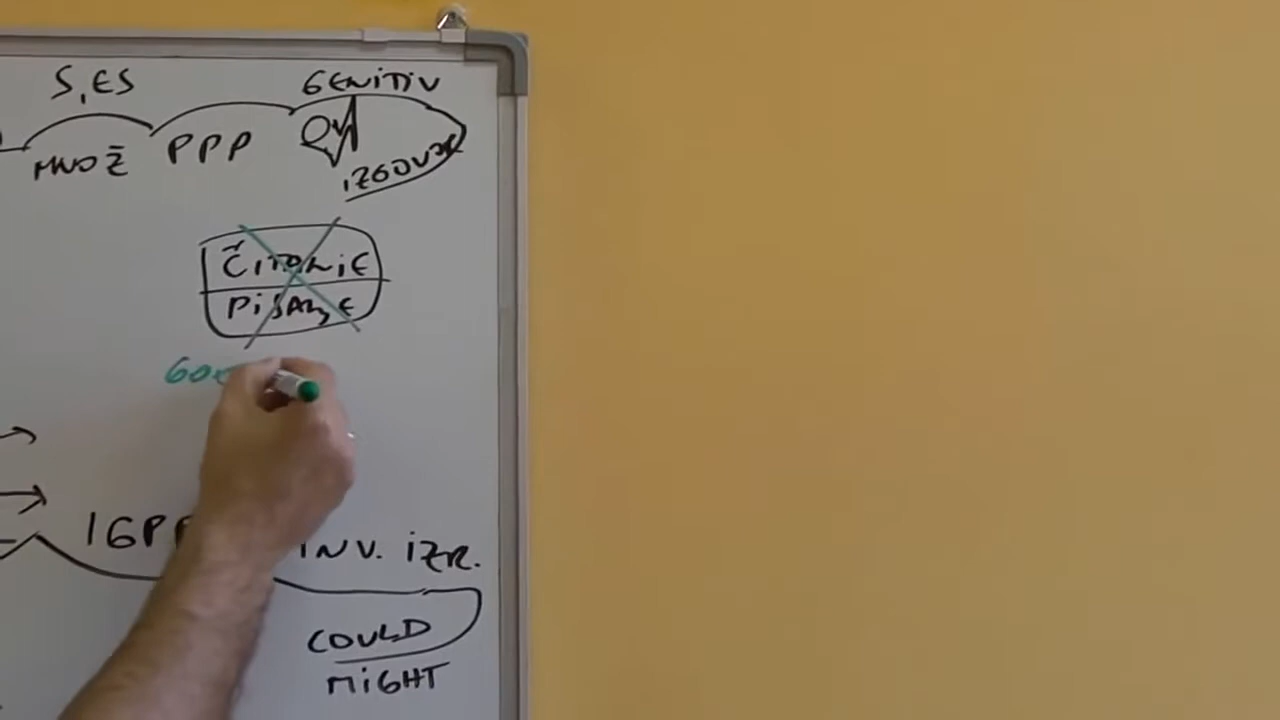 S, ES
GENITIV
MNOŽ
PPP
IZGOVOR
ČITANJE
PISANJE
INV. IZR.
COULD
MIGHT